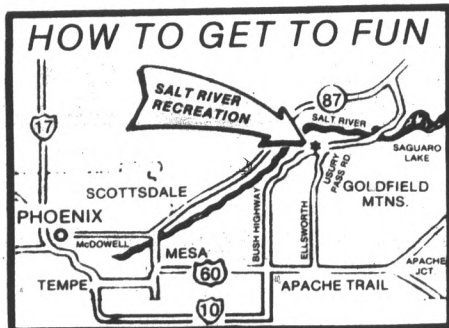 HOW TO GET TO FUN
SALT RIVER
RECREATION
87
SALT RIVER
17
SAGUARO
LAKE
USURY
PASS RD
SCOTTSDALE
GOLDFIELD
MTNS.
PHOENIX
McDOWELL
BUSH HIGHWAY
ELLSWORTH
MESA
60
APACHE
JCT.
TEMPE
APACHE TRAIL
10